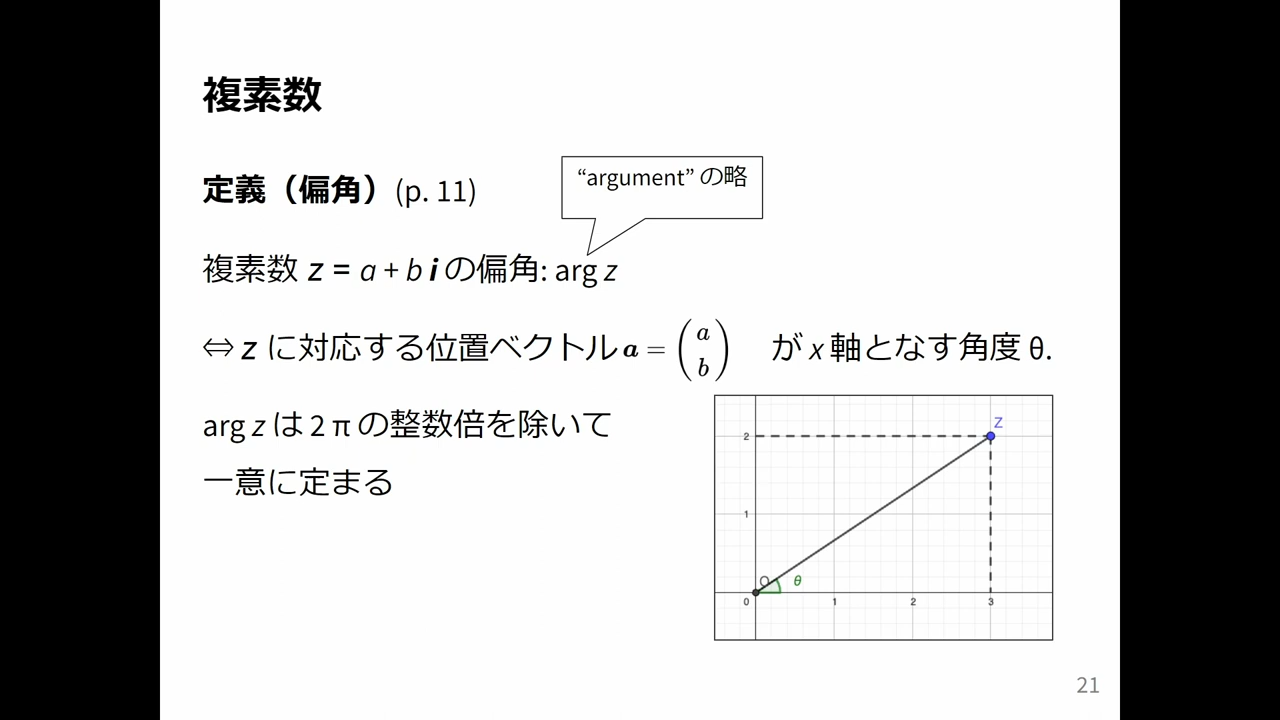 複素数
定義（偏角）(p. 11)
“argument” の略
複素数 z = a + b i の偏角: arg z
⇔ z に対応する位置ベクトル a = (a b) が x 軸となす角度 θ.
arg z は 2 π の整数倍を除いて
一意に定まる
z
2
1
O θ
0 1 2 3
21